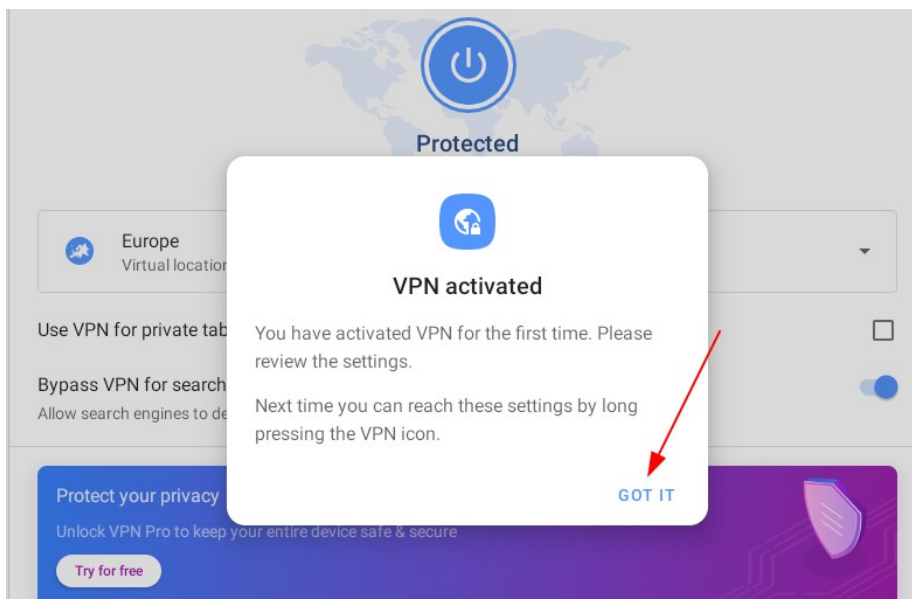 Protected
Europe
Virtual location
VPN activated
You have activated VPN for the first time. Please
review the settings.
Next time you can reach these settings by long
pressing the VPN icon.
GOT IT
Use VPN for private tab
Bypass VPN for search
Allow search engines to de
Protect your privacy
Unlock VPN Pro to keep your entire device safe & secure
Try for free